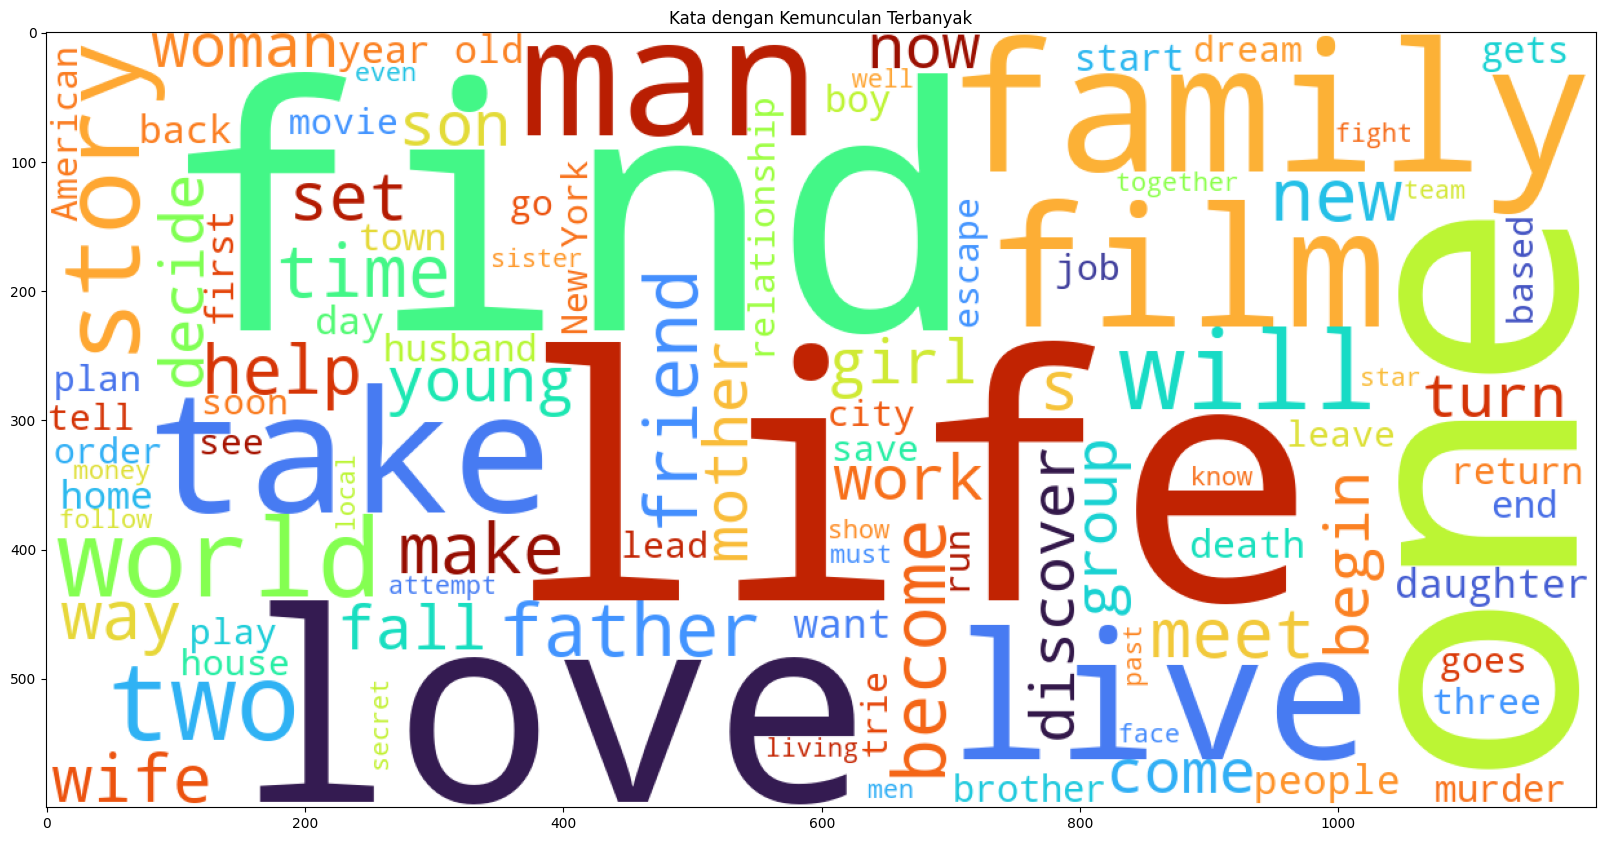 Kata dengan Kemunculan Terbanyak
0
100
200
300
400
500
0
200
400
600
800
1000
woman
year
old
man
now
start
dream
gets
American
story
even
well
boy
family
back
movie
son
find
relationship
fight
together
team
new
decide
first
set
go
New York
town
time
sister
escape
film
job
based
one
day
husband
friend
mother
girl
will
s
star
plan
help
young
turn
tell
soon
city
take
life
order
see
save
leave
money
local
work
know
return
home
end
follow
world
make
lead
show
must
become
run
discover
group
death
begin
attempt
daughter
way
play
fall
father
want
live
meet
past
house
love
goes
two
secret
trie
three
living
face
wife
men
brother
come
people
murder